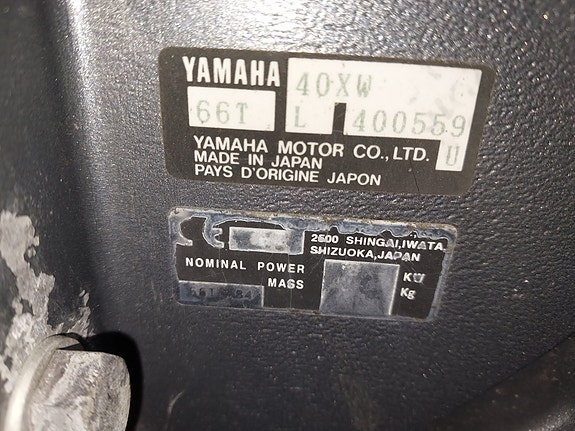 YAMAHA 40XW
66T L 400559
YAMAHA MOTOR CO., LTD. U
MADE IN JAPAN
PAYS D'ORIGINE JAPON
CE 2500 SHINGAI, IWATA
SHIZUOKA, JAPAN
NOMINAL POWER KW
MASS Kg